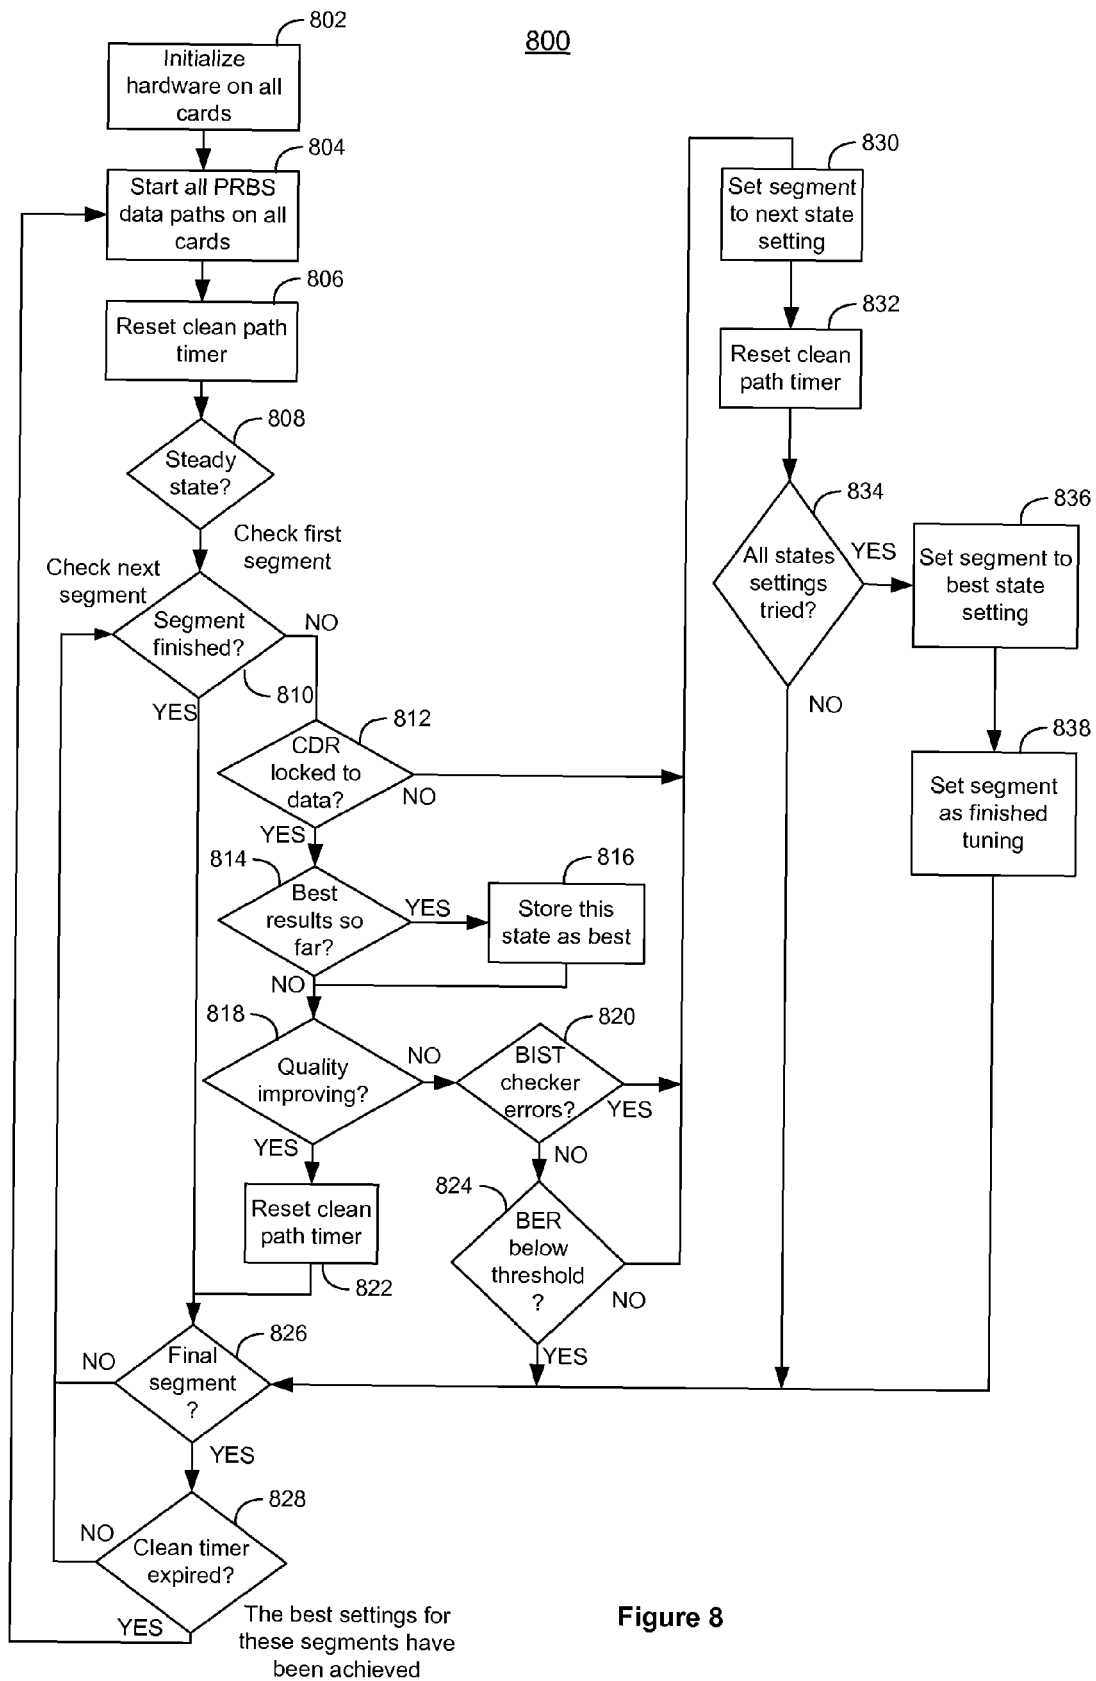 800
802
Initialize
hardware on all
cards
804
Start all PRBS
data paths on all
cards
806
Reset clean path
timer
808
Steady
state?
Check first
segment
Check next
segment
Segment
finished?
NO
810
YES
812
CDR
locked to
data?
NO
YES
814
Best
results so
far?
YES
816
Store this
state as best
NO
818
Quality
improving?
NO
820
BIST
checker
errors?
YES
YES
NO
Reset clean
path timer
822
824
BER
below
threshold
?
NO
YES
826
Final
segment
?
NO
YES
828
Clean timer
expired?
NO
YES
The best settings for
these segments have
been achieved
830
Set segment
to next state
setting
832
Reset clean
path timer
834
All states
settings
tried?
YES
NO
836
Set segment to
best state
setting
838
Set segment
as finished
tuning
Figure 8